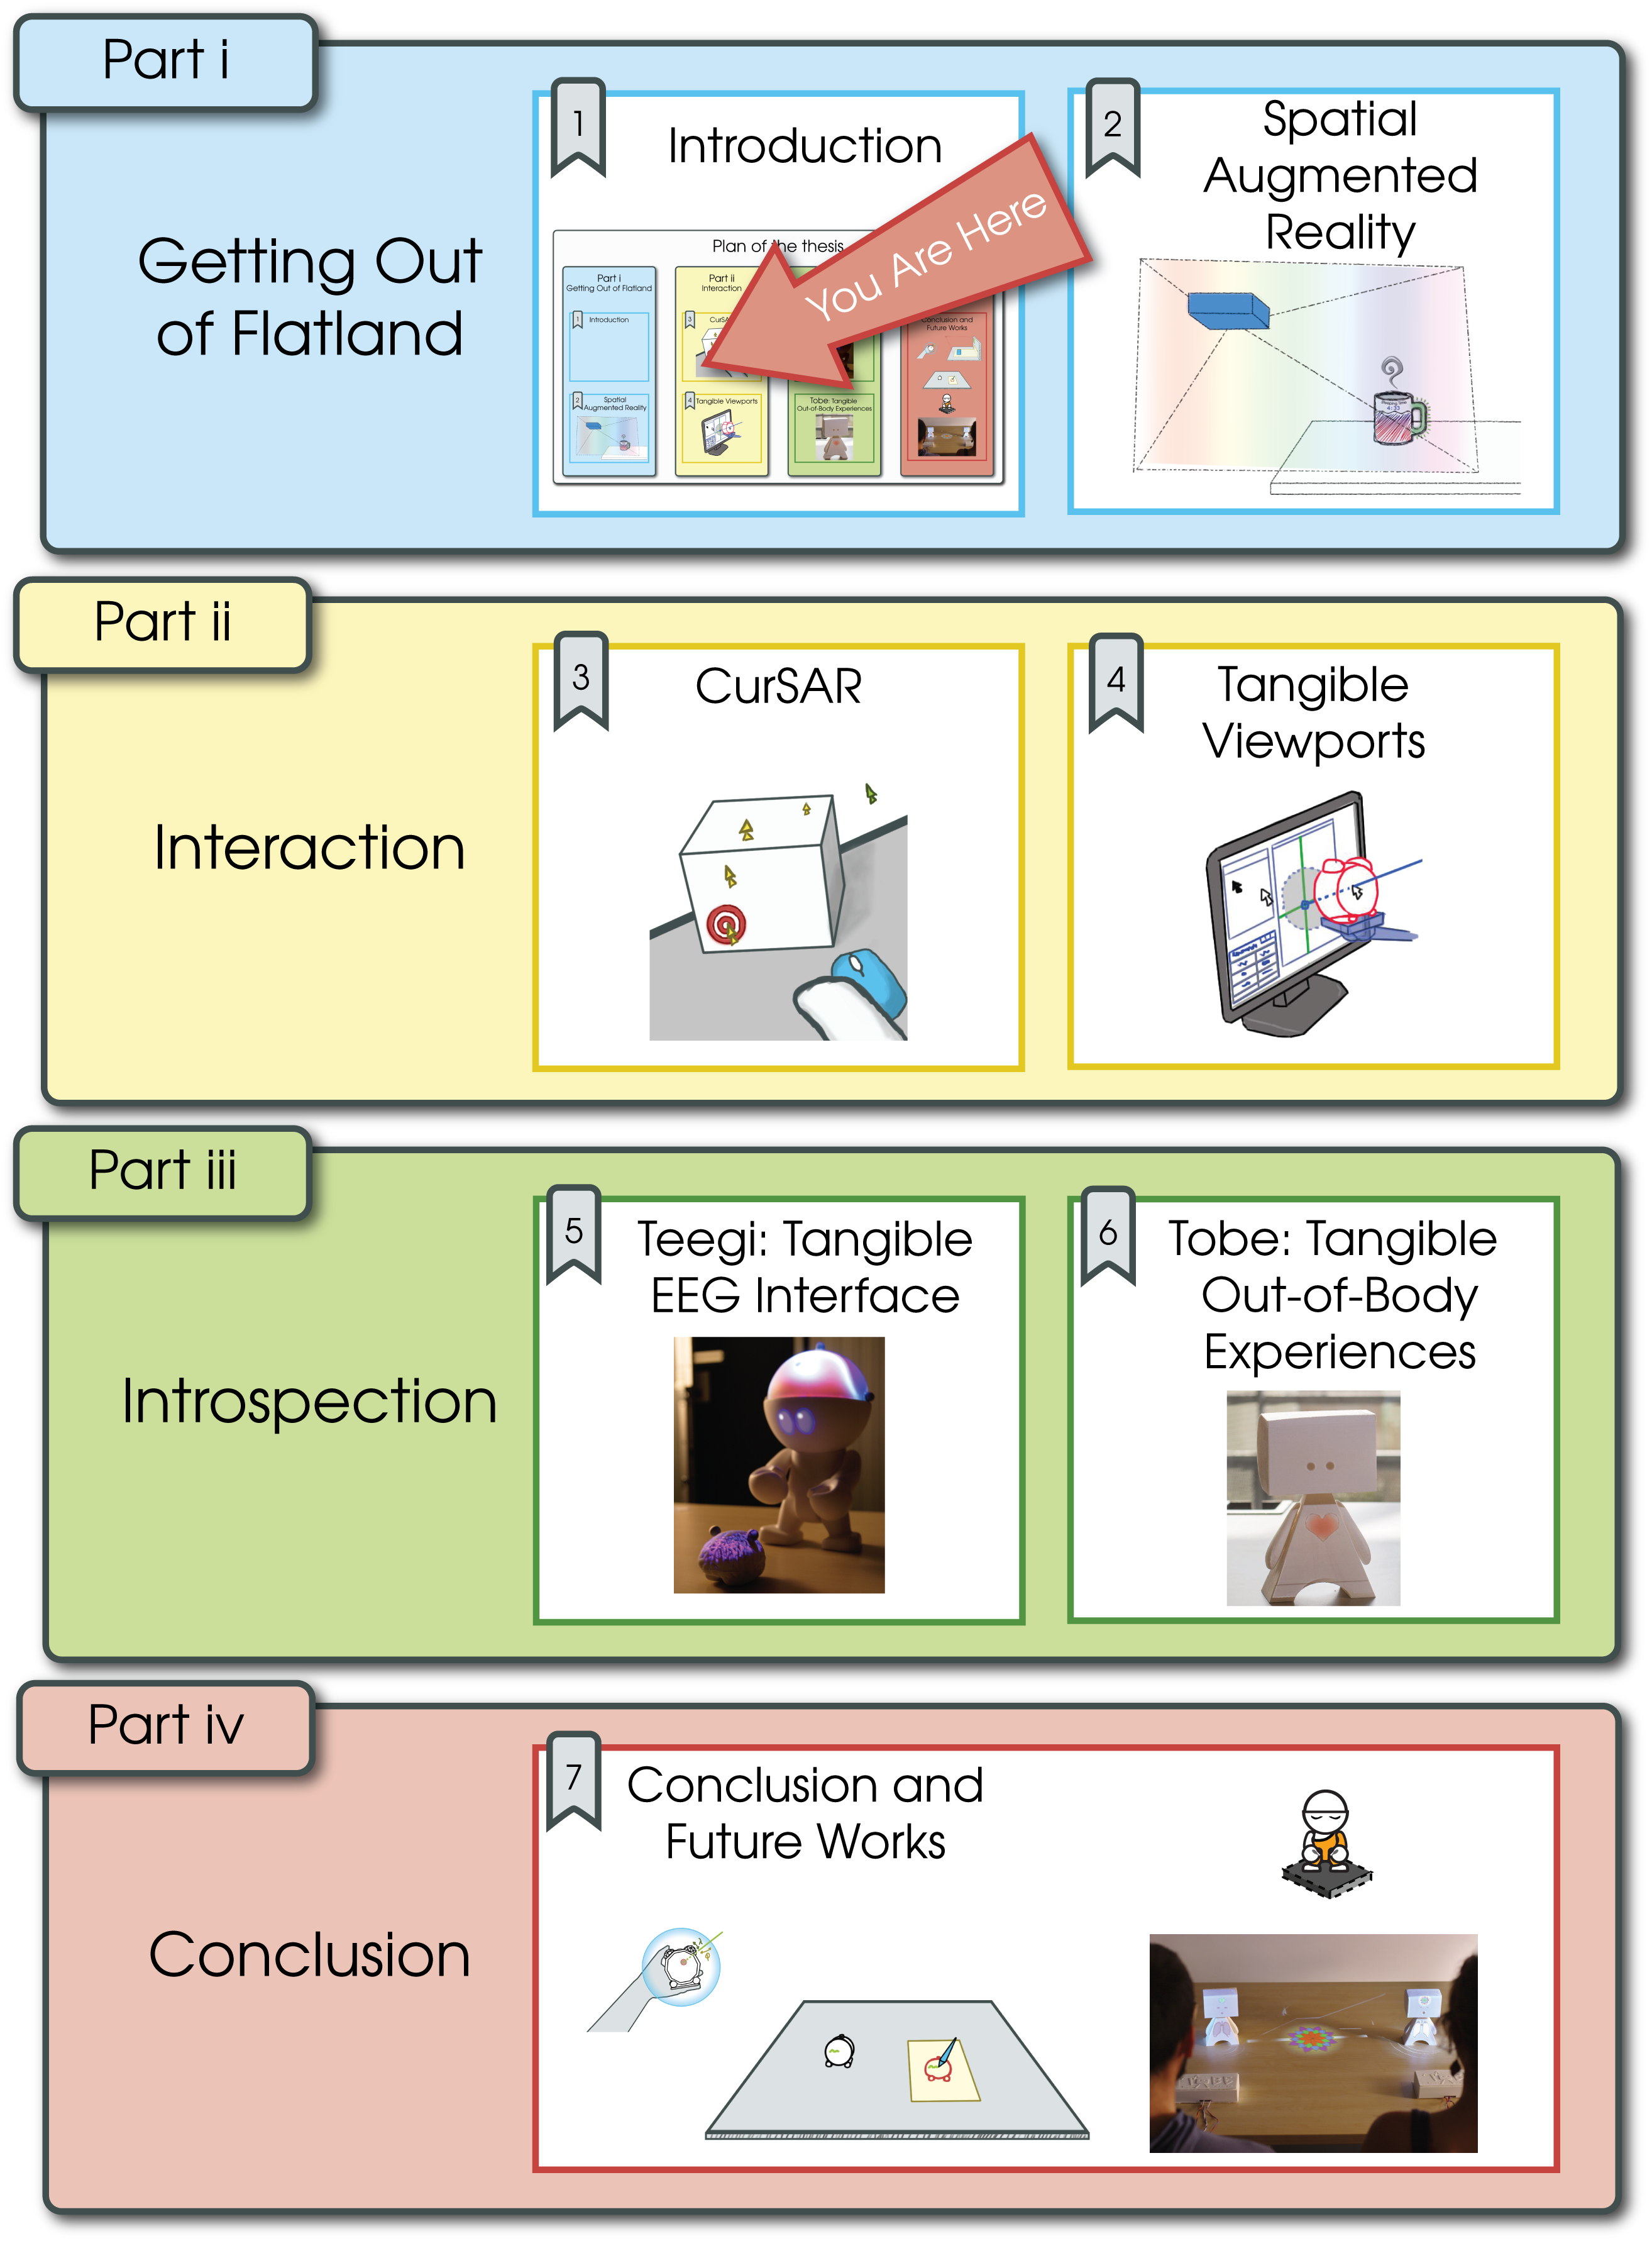 Part i
Getting Out
of Flatland
1
Introduction
Plan of the thesis
Part i
Getting Out of Flatland
1
Introduction
2
Spatial
Augmented Reality
Part ii
Interaction
3
4
Tangible Viewports
Tobe: Tangible
Out-of-Body Experiences
Conclusion and
Future Works
You Are Here
2
Spatial
Augmented
Reality
Part ii
Interaction
3
CurSAR
4
Tangible
Viewports
Part iii
Introspection
5
Teegi: Tangible
EEG Interface
6
Tobe: Tangible
Out-of-Body
Experiences
Part iv
Conclusion
7
Conclusion and
Future Works